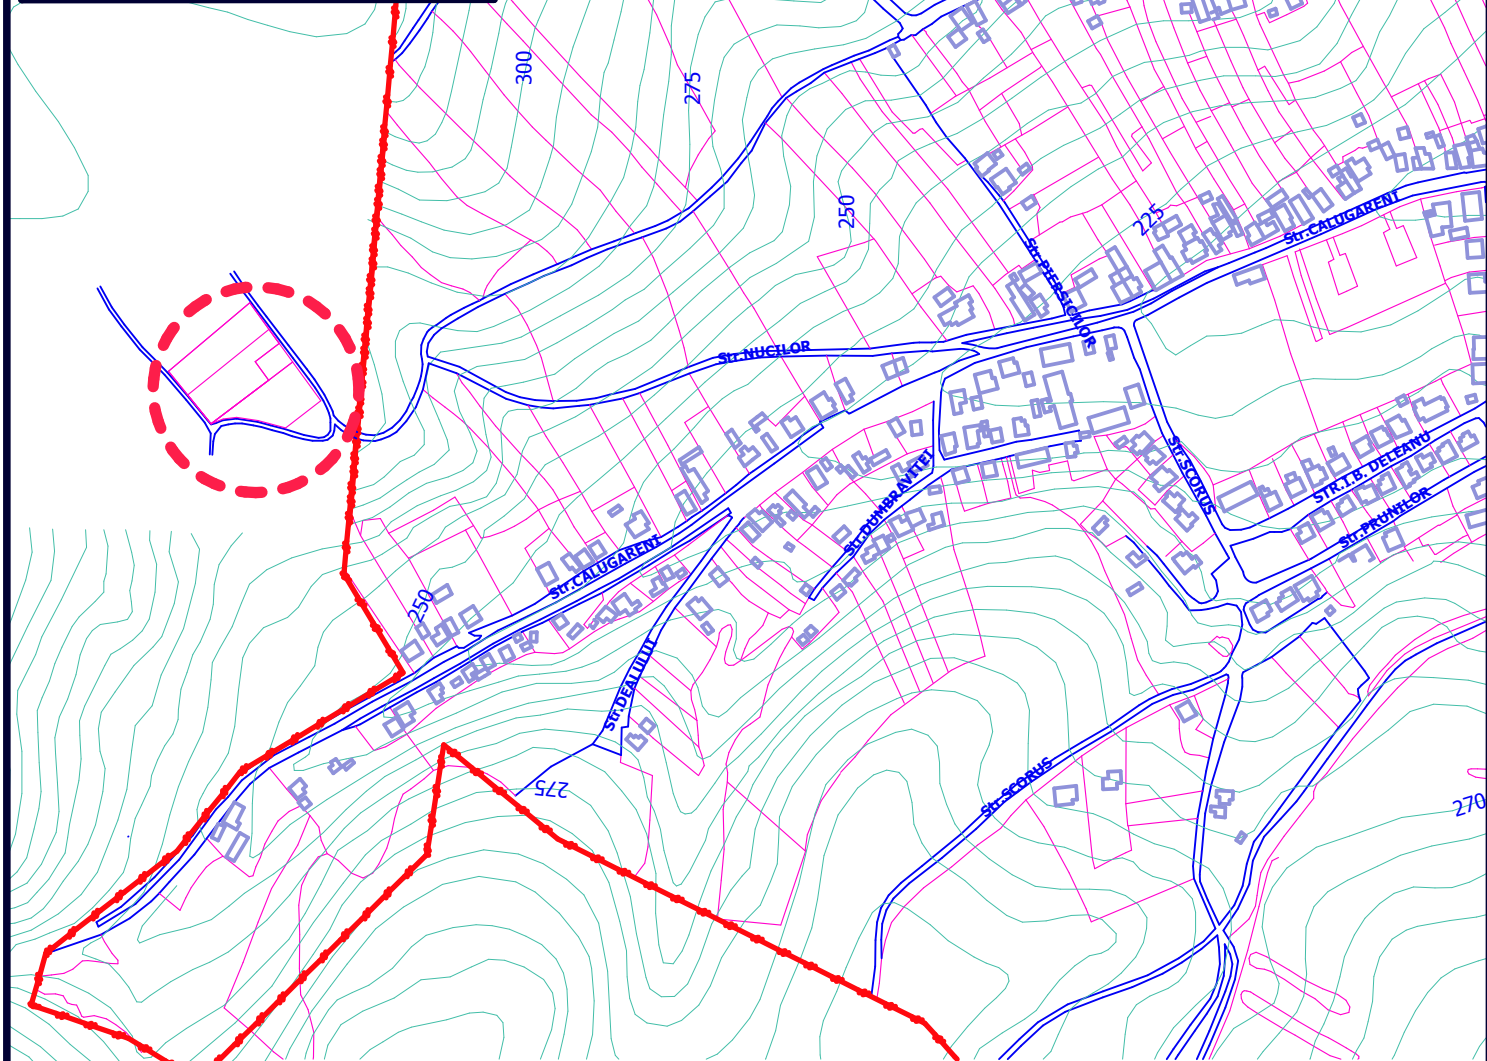 300
275
250
225
Str.CALUGARENI
Str.PIERSICILOR
Str.NUCILOR
Str.SCORUS
STR.I.B. DELEANU
Str.PRUNILOR
Str.DUMBRAVITEI
Str.CALUGARENI
250
Str.DEALULUI
275
Str.SCORUS
270